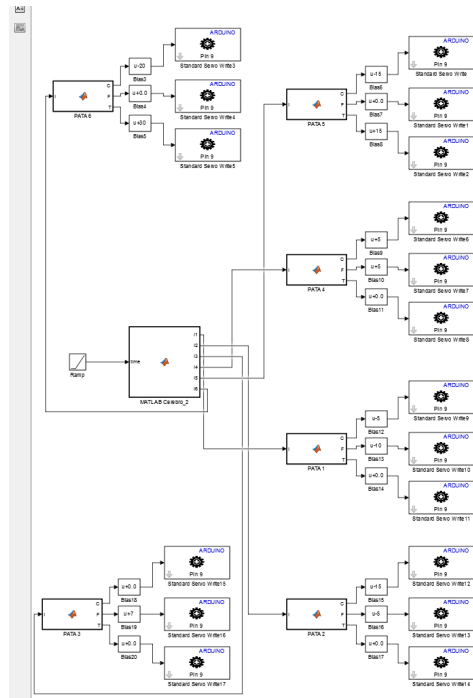 ARDUINO
u-20
C
Pin 9
Bias3
Standard Servo Write3
I
F
T
PATA 6
ARDUINO
u+0.0
Pin 9
Bias4
Standard Servo Write4
ARDUINO
u+30
Pin 9
Bias5
Standard Servo Write5
ARDUINO
u-15
C
Pin 9
Bias6
Standard Servo Write
I
F
T
PATA 5
ARDUINO
u+0.0
Pin 9
Bias7
Standard Servo Write1
ARDUINO
u+15
Pin 9
Bias8
Standard Servo Write2
ARDUINO
u+5
C
Pin 9
Bias9
Standard Servo Write6
I
F
T
PATA 4
ARDUINO
u+5
Pin 9
Bias10
Standard Servo Write7
ARDUINO
u+0.0
Pin 9
Bias11
Standard Servo Write8
Ramp
time
I1
I2
I3
I4
I5
I6
MATLAB Cerebro_2
ARDUINO
u-5
C
Pin 9
Bias12
Standard Servo Write9
I
F
T
PATA 1
ARDUINO
u-10
Pin 9
Bias13
Standard Servo Write10
ARDUINO
u+0.0
Pin 9
Bias14
Standard Servo Write11
ARDUINO
u+0.0
C
Pin 9
Bias18
Standard Servo Write15
I
F
T
PATA 3
ARDUINO
u+7
Pin 9
Bias19
Standard Servo Write16
ARDUINO
u+0.0
Pin 9
Bias20
Standard Servo Write17
ARDUINO
u-15
C
Pin 9
Bias15
Standard Servo Write12
I
F
T
PATA 2
ARDUINO
u-5
Pin 9
Bias16
Standard Servo Write13
ARDUINO
u+0.0
Pin 9
Bias17
Standard Servo Write14